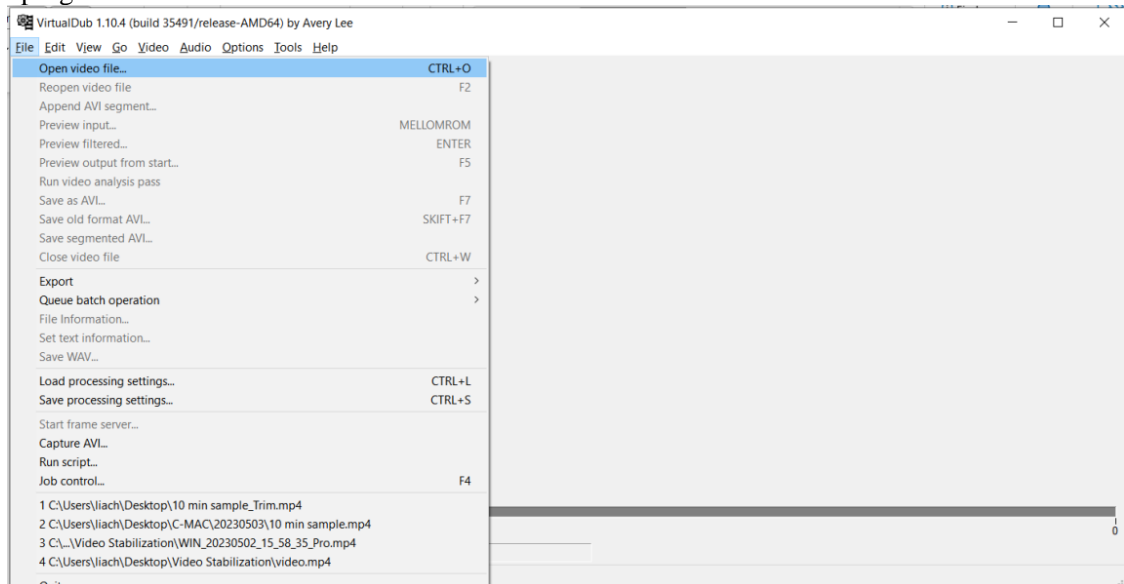 VirtualDub 1.10.4 (build 35491/release-AMD64) by Avery Lee
File Edit View Go Video Audio Options Tools Help
Open video file... CTRL+O
Reopen video file F2
Append AVI segment...
Preview input... MELLOMROM
Preview filtered... ENTER
Preview output from start... F5
Run video analysis pass
Save as AVI... F7
Save old format AVI... SKIFT+F7
Save segmented AVI...
Close video file CTRL+W
Export >
Queue batch operation >
File Information...
Set text information...
Save WAV...
Load processing settings... CTRL+L
Save processing settings... CTRL+S
Start frame server...
Capture AVI...
Run script...
Job control... F4
1 C:\Users\liach\Desktop\10 min sample_Trim.mp4
2 C:\Users\liach\Desktop\C-MAC\20230503\10 min sample.mp4
3 C:\...\Video Stabilization\WIN_20230502_15_58_35_Pro.mp4
4 C:\Users\liach\Desktop\Video Stabilization\video.mp4
0